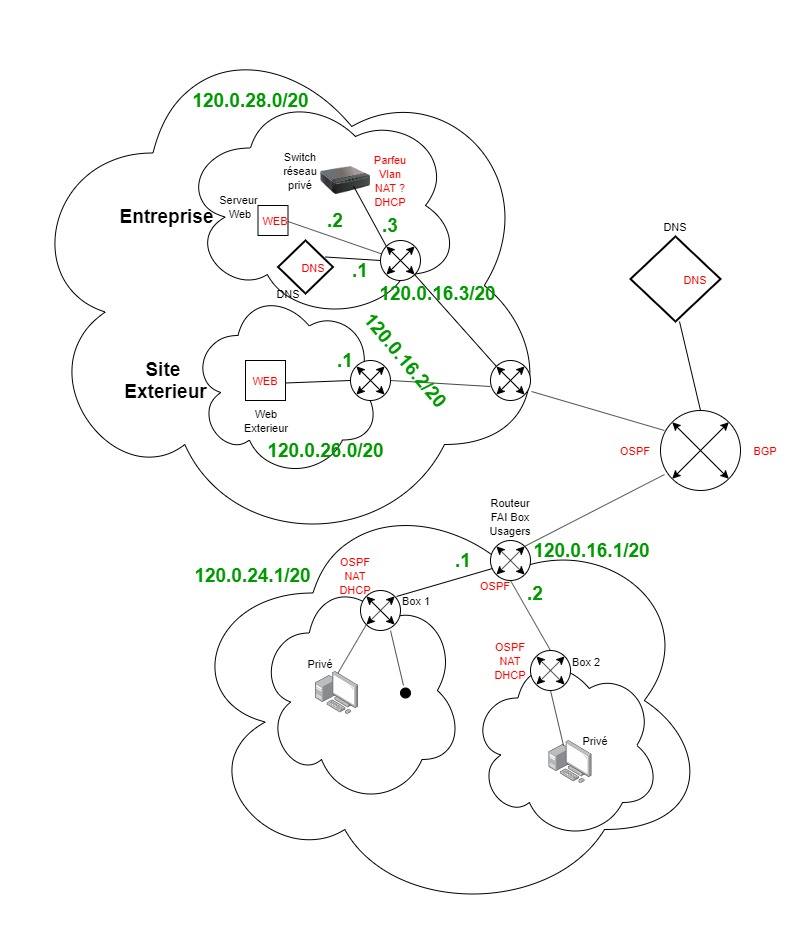 120.0.28.0/20
Switch
réseau
privé
Parfeu
Vlan
NAT ?
DHCP
Serveur
Web
WEB
Entreprise
.2
.3
DNS
.1
DNS
120.0.16.3/20
DNS
DNS
120.0.16.2/20
Site
Exterieur
WEB
.1
Web
Exterieur
120.0.26.0/20
OSPF
BGP
Routeur
FAI Box
Usagers
120.0.16.1/20
.1
OSPF
.2
120.0.24.1/20
OSPF
NAT
DHCP
Box 1
Privé
OSPF
NAT
DHCP
Box 2
Privé